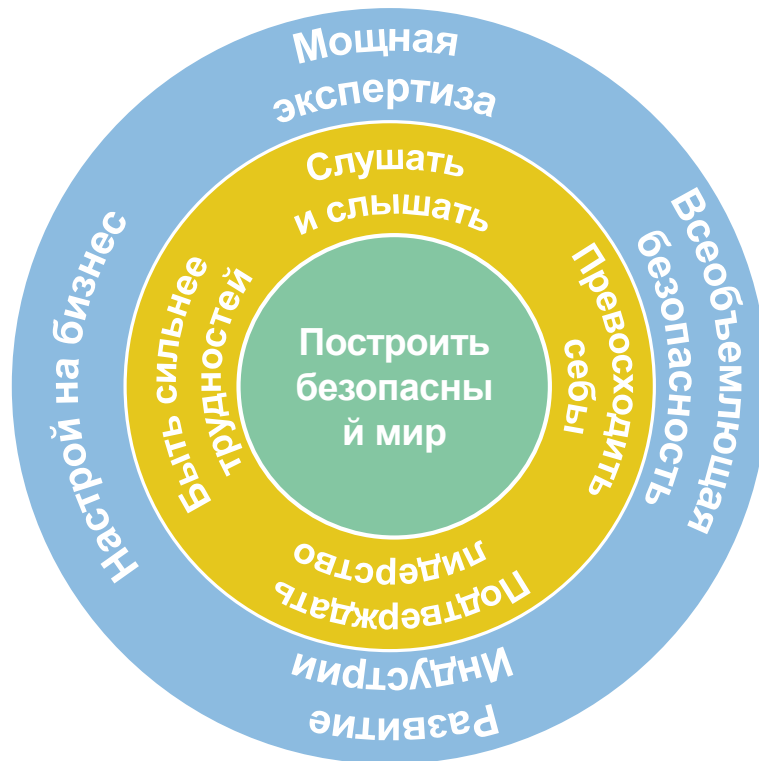 Мощная
экспертиза
Всеобъемлющая
безопасность
Развитие
Индустрии
Настрой на бизнес
Слушать
и слышать
Превосходить
себы
Подтверждать
лидерство
Быть сильнее
трудностей
Построить
безопасны
й мир